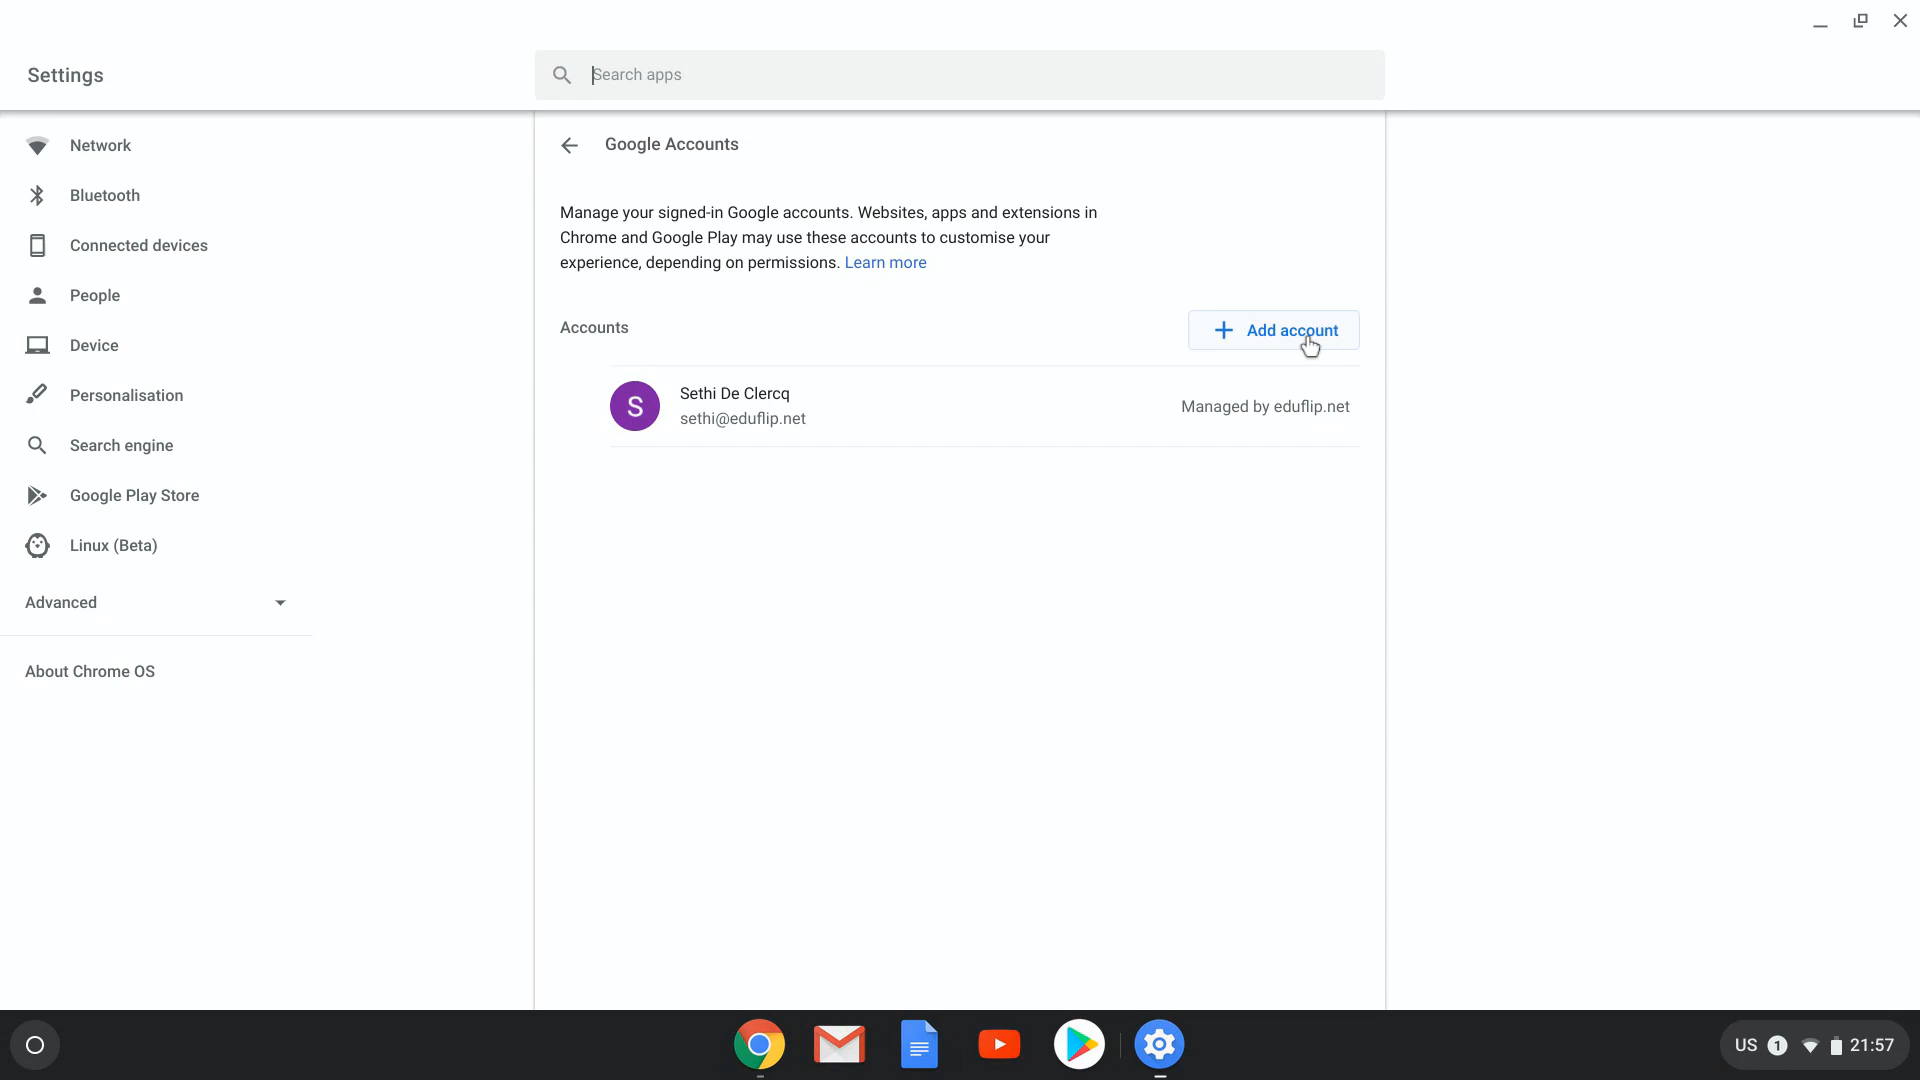 Settings
Search apps
Network
Bluetooth
Connected devices
People
Device
Personalisation
Search engine
Google Play Store
Linux (Beta)
Advanced
About Chrome OS
Google Accounts
Manage your signed-in Google accounts. Websites, apps and extensions in
Chrome and Google Play may use these accounts to customise your
experience, depending on permissions. Learn more
Accounts
Add account
S
Sethi De Clercq
sethi@eduflip.net
Managed by eduflip.net
US 1 21:57